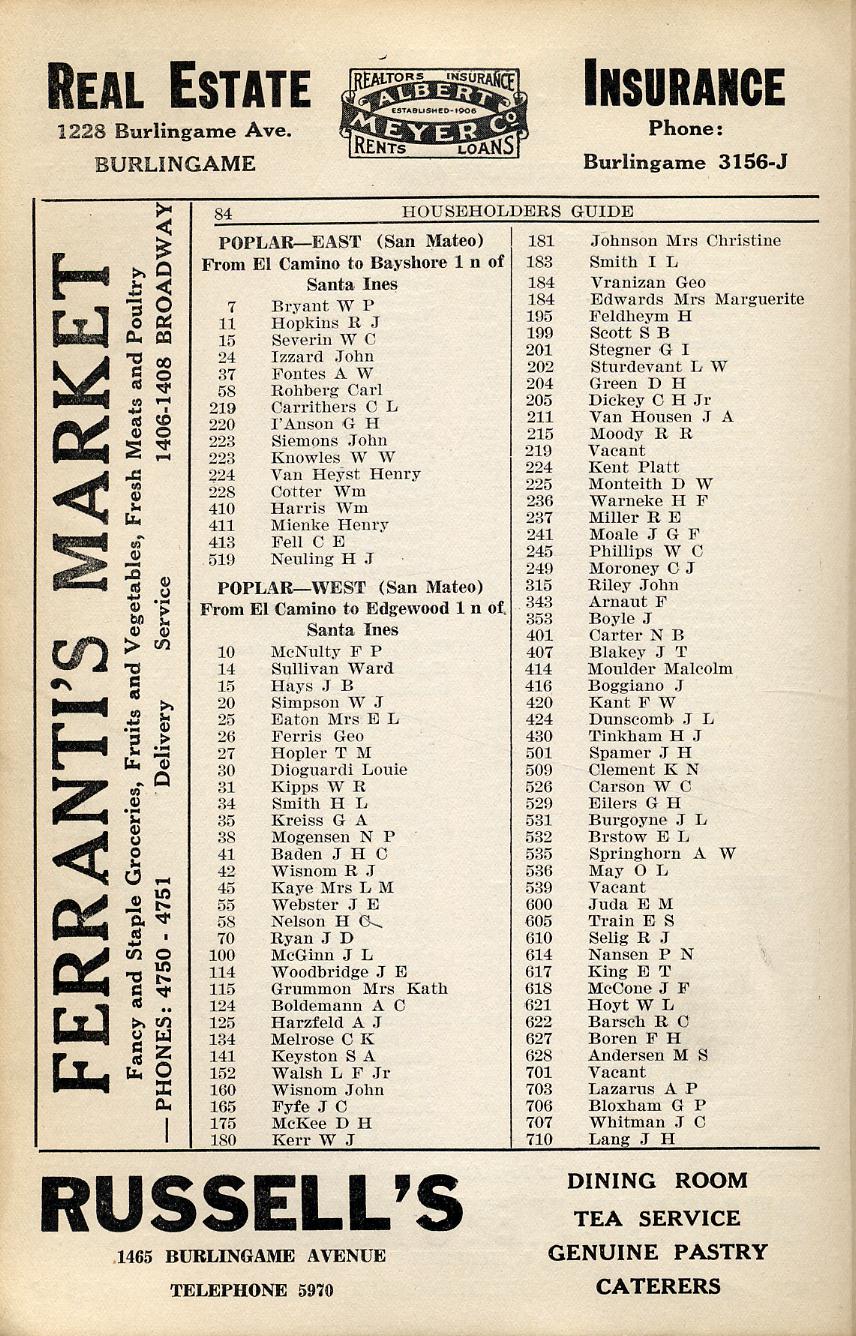 REAL ESTATE
1228 Burlingame Ave.
BURLINGAME
REALTORS INSURANCE
ALBERT
ESTABLISHED-1906
MEYER Co
RENTS LOANS
INSURANCE
Phone:
Burlingame 3156-J
FERRANTI'S MARKET
Fancy and Staple Groceries, Fruits and Vegetables, Fresh Meats and Poultry
— PHONES: 4750 - 4751 Delivery Service 1406-1408 BROADWAY
84 HOUSEHOLDERS GUIDE
POPLAR—EAST (San Mateo)
From El Camino to Bayshore 1 n of
Santa Ines
7 Bryant W P
11 Hopkins R J
15 Severin W C
24 Izzard John
37 Fontes A W
58 Rohberg Carl
219 Carrithers C L
220 I'Anson G H
223 Siemons John
223 Knowles W W
224 Van Heyst Henry
228 Cotter Wm
410 Harris Wm
411 Mienke Henry
413 Fell C E
519 Neuling H J
POPLAR—WEST (San Mateo)
From El Camino to Edgewood 1 n of
Santa Ines
10 McNulty F P
14 Sullivan Ward
15 Hays J B
20 Simpson W J
25 Eaton Mrs E L
26 Ferris Geo
27 Hopler T M
30 Dioguardi Louie
31 Kipps W R
34 Smith H L
35 Kreiss G A
38 Mogensen N P
41 Baden J H C
42 Wisnom R J
45 Kaye Mrs L M
55 Webster J E
58 Nelson H C
70 Ryan J D
100 McGinn J L
114 Woodbridge J E
115 Grummon Mrs Kath
124 Boldemann A C
125 Harzfeld A J
134 Melrose C K
141 Keyston S A
152 Walsh L F Jr
160 Wisnom John
165 Fyfe J C
175 McKee D H
180 Kerr W J
181 Johnson Mrs Christine
183 Smith I L
184 Vranizan Geo
184 Edwards Mrs Marguerite
195 Feldheym H
199 Scott S B
201 Stegner G I
202 Sturdevant L W
204 Green D H
205 Dickey C H Jr
211 Van Housen J A
215 Moody R R
219 Vacant
224 Kent Platt
225 Monteith D W
236 Warneke H F
237 Miller R E
241 Moale J G F
245 Phillips W C
249 Moroney C J
315 Riley John
343 Arnaut F
353 Boyle J
401 Carter N B
407 Blakey J T
414 Moulder Malcolm
416 Boggiano J
420 Kant F W
424 Dunscomb J L
430 Tinkham H J
501 Spamer J H
509 Clement K N
526 Carson W C
529 Eilers G H
531 Burgoyne J L
532 Brstow E L
535 Springhorn A W
536 May O L
539 Vacant
600 Juda E M
605 Train E S
610 Selig R J
614 Nansen P N
617 King E T
618 McCone J F
621 Hoyt W L
622 Barsch R C
627 Boren F H
628 Andersen M S
701 Vacant
703 Lazarus A P
706 Bloxham G P
707 Whitman J C
710 Lang J H
RUSSELL'S
1465 BURLINGAME AVENUE
TELEPHONE 5970
DINING ROOM
TEA SERVICE
GENUINE PASTRY
CATERERS